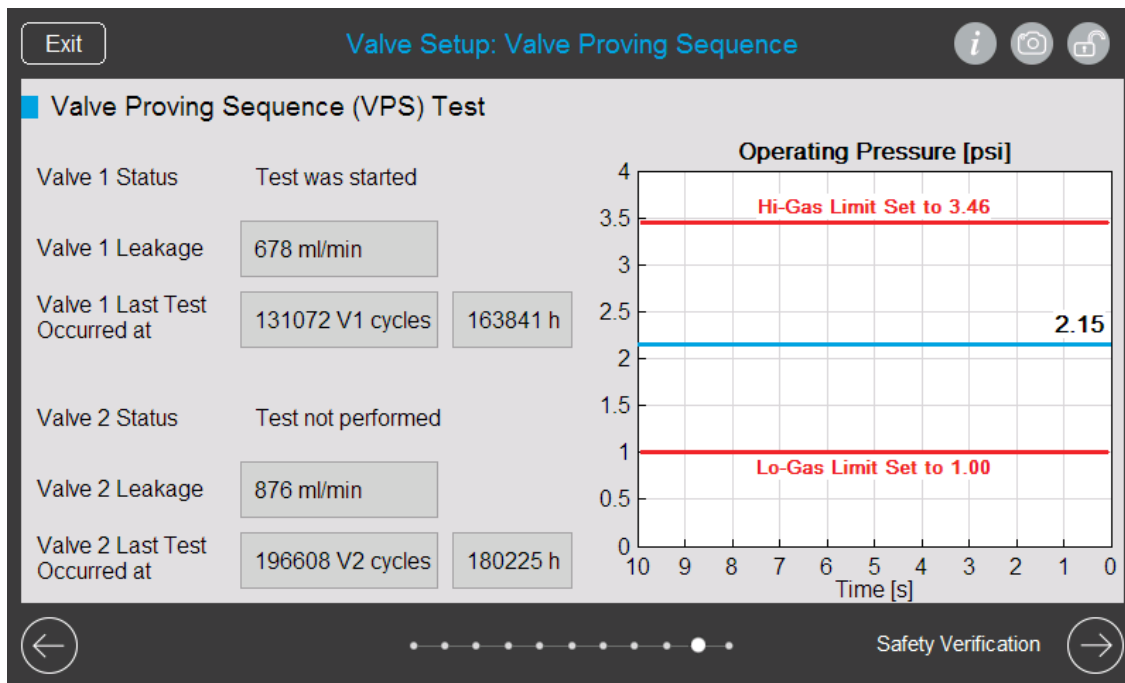 Exit
Valve Setup: Valve Proving Sequence
i
Valve Proving Sequence (VPS) Test
Valve 1 Status
Test was started
Valve 1 Leakage
678 ml/min
Valve 1 Last Test
Occurred at
131072 V1 cycles
163841 h
Valve 2 Status
Test not performed
Valve 2 Leakage
876 ml/min
Valve 2 Last Test
Occurred at
196608 V2 cycles
180225 h
Operating Pressure [psi]
4
3.5
3
2.5
2
1.5
1
0.5
0
Hi-Gas Limit Set to 3.46
2.15
Lo-Gas Limit Set to 1.00
10 9 8 7 6 5 4 3 2 1 0
Time [s]
Safety Verification